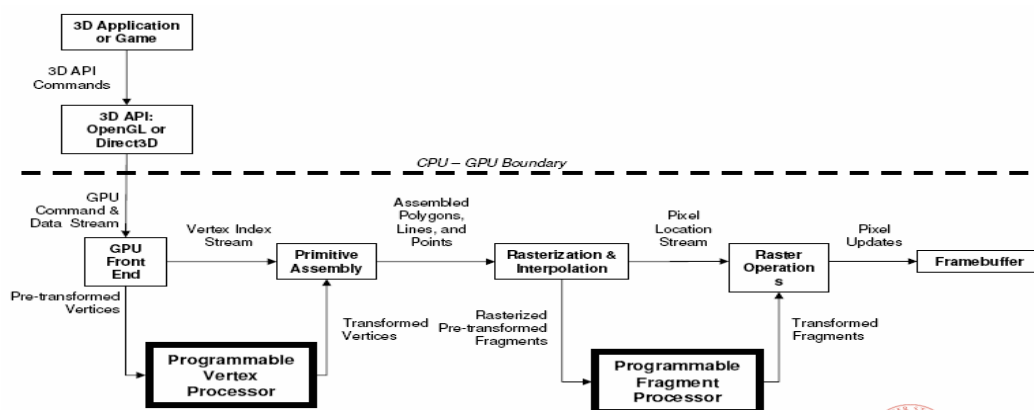 3D Application
or Game
3D API
Commands
3D API:
OpenGL or
Direct3D
CPU – GPU Boundary
GPU
Command &
Data Stream
GPU
Front
End
Vertex Index
Stream
Primitive
Assembly
Assembled
Polygons,
Lines, and
Points
Rasterization &
Interpolation
Pixel
Location
Stream
Raster
Operation
s
Pixel
Updates
Framebuffer
Pre-transformed
Vertices
Programmable
Vertex
Processor
Transformed
Vertices
Rasterized
Pre-transformed
Fragments
Programmable
Fragment
Processor
Transformed
Fragments